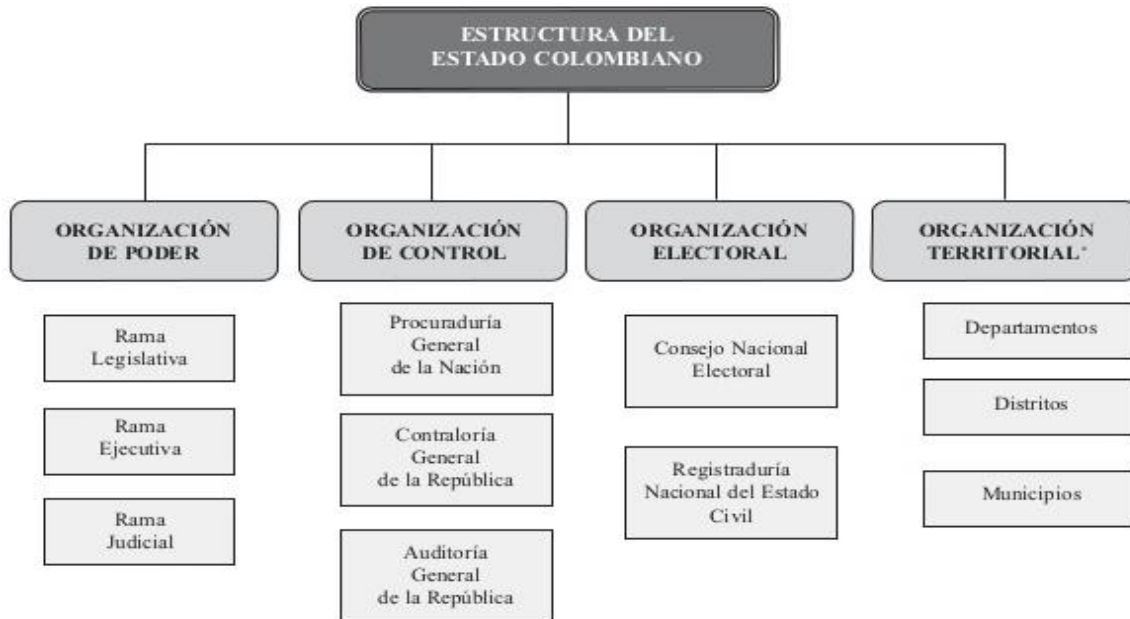 ESTRUCTURA DEL
ESTADO COLOMBIANO
ORGANIZACIÓN
DE PODER
Rama
Legislativa
Rama
Ejecutiva
Rama
Judicial
ORGANIZACIÓN
DE CONTROL
Procuraduría
General
de la Nación
Contraloría
General
de la República
Auditoría
General
de la República
ORGANIZACIÓN
ELECTORAL
Consejo Nacional
Electoral
Registraduría
Nacional del Estado
Civil
ORGANIZACIÓN
TERRITORIAL*
Departamentos
Distritos
Municipios